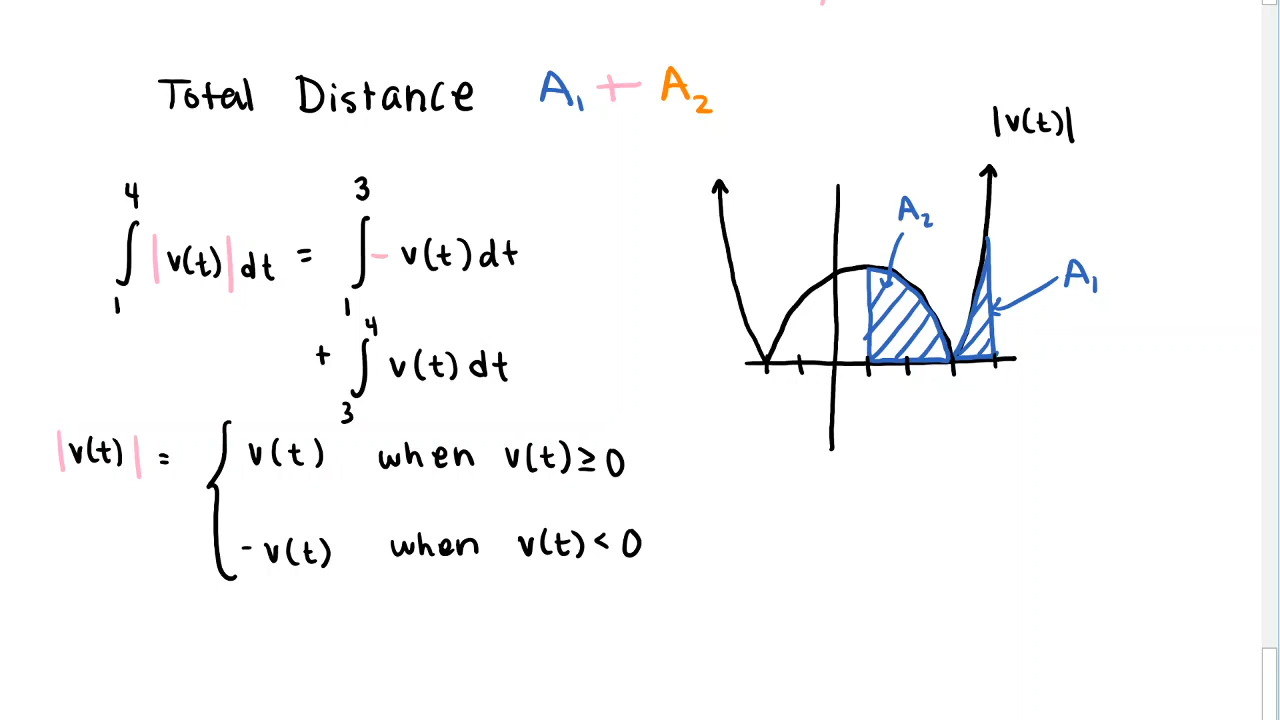 Total Distance A₁ + A₂
|v(t)|
∫₁⁴ |v(t)| dt = ∫₁³ - v(t) dt
+ ∫₃⁴ v(t) dt
A₂
A₁
|v(t)| = { v(t) when v(t) ≥ 0
- v(t) when v(t) < 0